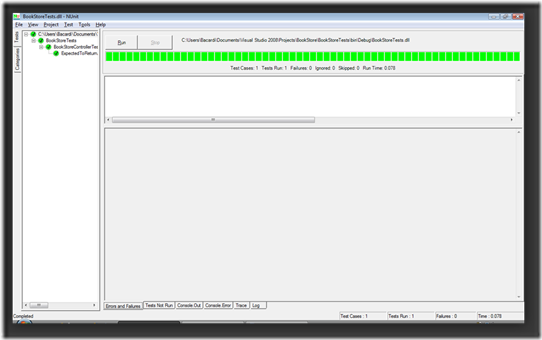 BookStoreTests.dll - NUnit
File View Project Test Tools Help
Tests
Categories
C:\Users\Bacardi\Documents\
BookStoreTests
BookStoreControllerTes
ExpectedToReturn
Run
Stop
C:\Users\Bacardi\Documents\Visual Studio 2008\Projects\BookStore\BookStoreTests\bin\Debug\BookStoreTests.dll
Test Cases: 1 Tests Run: 1 Failures: 0 Ignored: 0 Skipped: 0 Run Time: 0.078
Errors and Failures
Tests Not Run
Console.Out
Console.Error
Trace
Log
Completed
Test Cases : 1
Tests Run : 1
Failures : 0
Time : 0.078